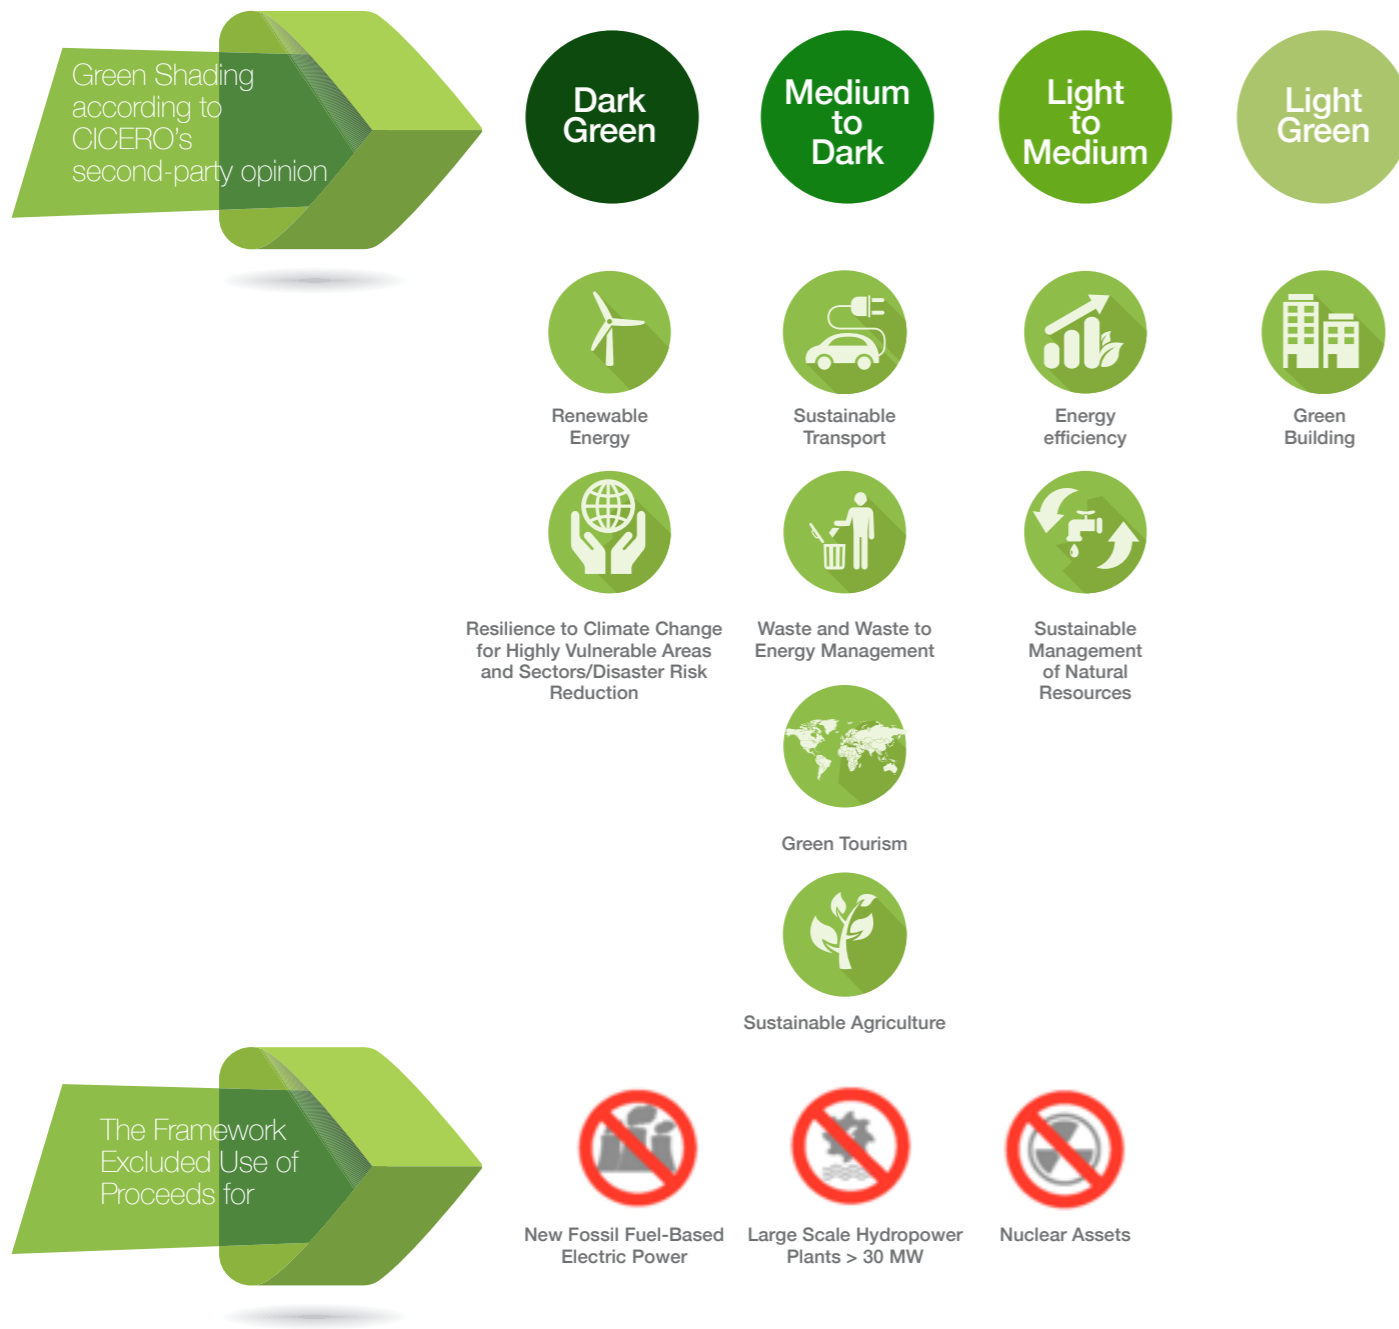 Green Shading
according to
CICERO's
second-party opinion
Dark
Green
Medium
to
Dark
Light
to
Medium
Light
Green
Renewable
Energy
Sustainable
Transport
Energy
efficiency
Green
Building
Resilience to Climate Change
for Highly Vulnerable Areas
and Sectors/Disaster Risk
Reduction
Waste and Waste to
Energy Management
Sustainable
Management
of Natural
Resources
Green Tourism
Sustainable Agriculture
The Framework
Excluded Use of
Proceeds for
New Fossil Fuel-Based
Electric Power
Large Scale Hydropower
Plants > 30 MW
Nuclear Assets